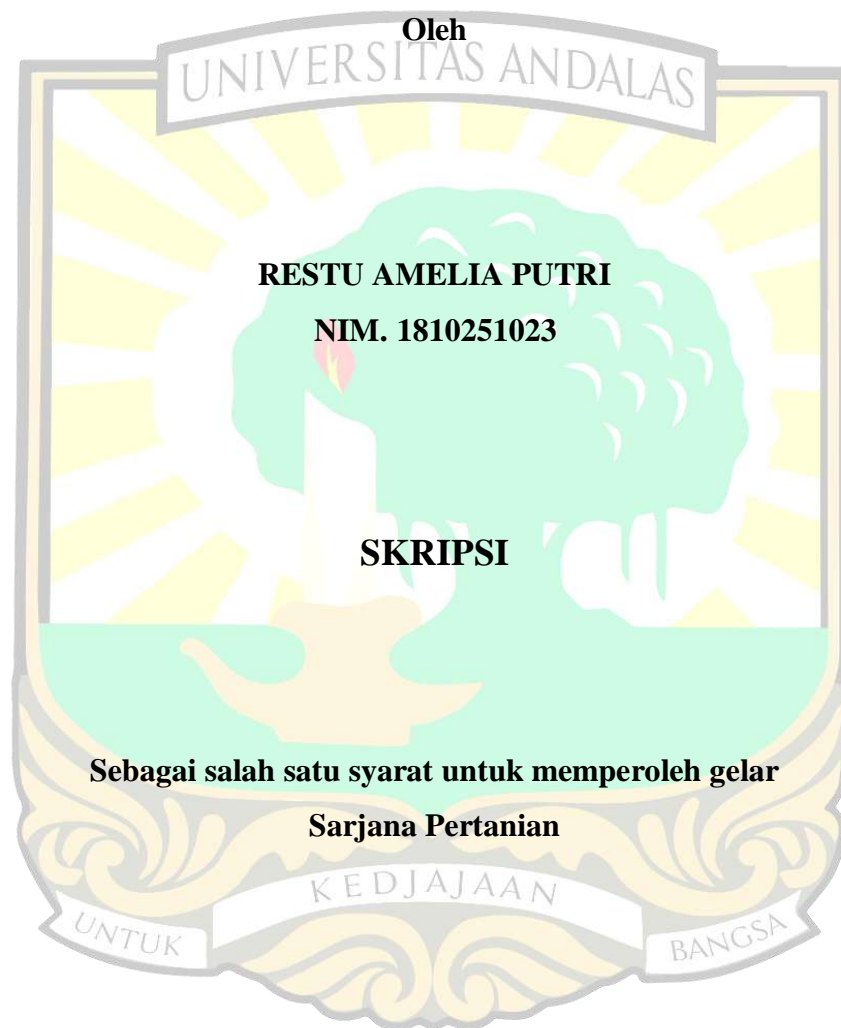 Oleh
UNIVERSITAS ANDALAS
RESTU AMELIA PUTRI
NIM. 1810251023
SKRIPSI
Sebagai salah satu syarat untuk memperoleh gelar
Sarjana Pertanian
KEDJAJAAN
UNTUK
BANGSA